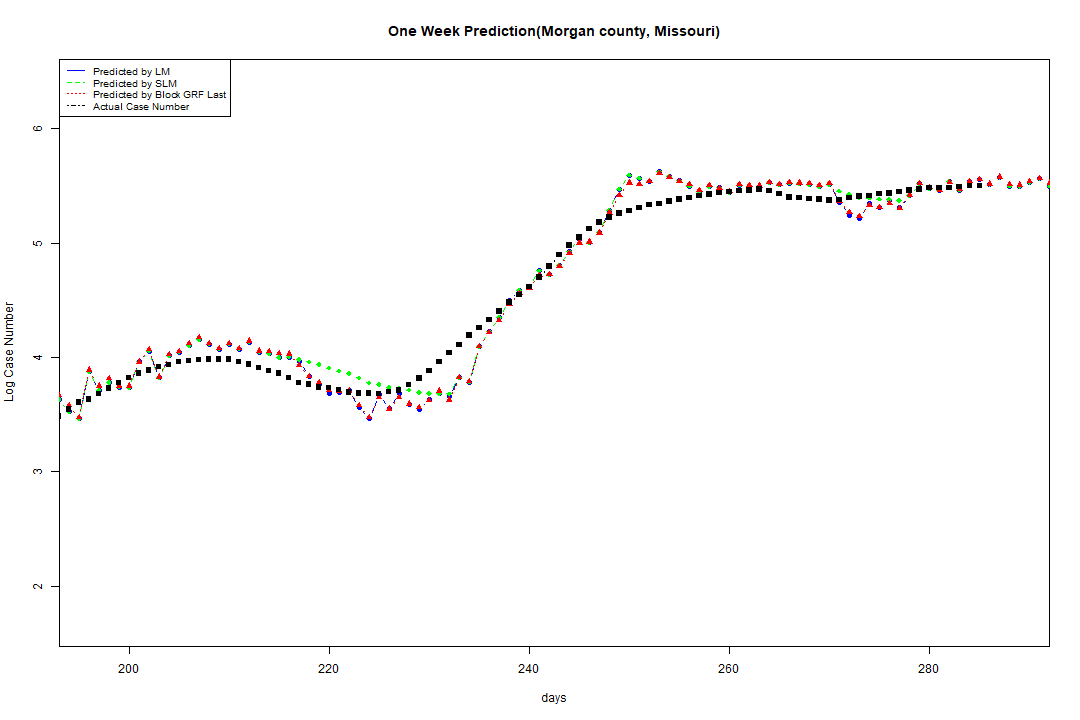 One Week Prediction(Morgan county, Missouri)
Predicted by LM
Predicted by SLM
Predicted by Block GRF Last
Actual Case Number
6
5
4
3
2
Log Case Number
200 220 240 260 280
days